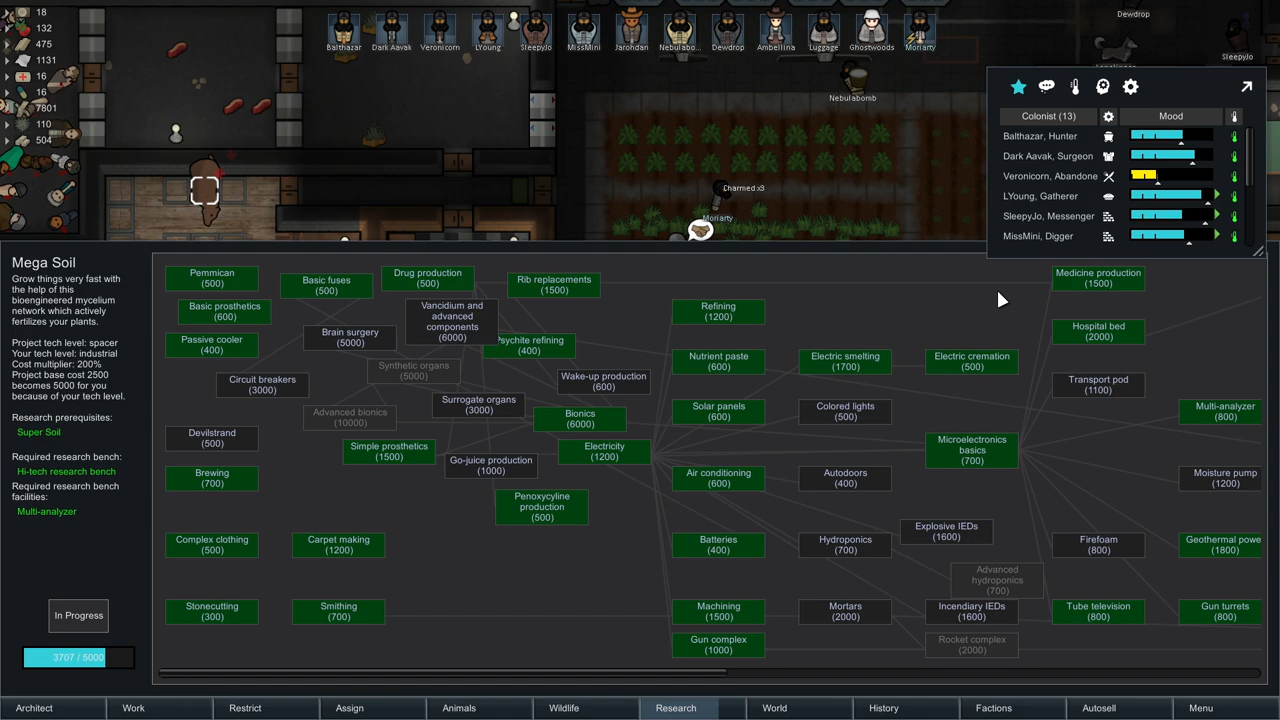 18
132
475
1131
16
16
7801
110
504
Balthazar
Dark Aavak
Veronicorn
LYoung
SleepyJo
MissMini
Jarohdan
Nebulabo...
Dewdrop
Ambellina
Luggage
Ghostwoods
Moriarty
Dewdrop
SleepyJo
Nebulabomb
Charmed x3
Moriarty
Colonist (13)
Mood
Balthazar, Hunter
Dark Aavak, Surgeon
Veronicorn, Abandone
LYoung, Gatherer
SleepyJo, Messenger
MissMini, Digger
Mega Soil
Grow things very fast with
the help of this
bioengineered mycelium
network which actively
fertilizes your plants.
Project tech level: spacer
Your tech level: industrial
Cost multiplier: 200%
Project base cost 2500
becomes 5000 for you
because of your tech level.
Research prerequisites:
Super Soil
Required research bench:
Hi-tech research bench
Required research bench
facilities:
Multi-analyzer
In Progress
3707 / 5000
Pemmican
(500)
Basic fuses
(500)
Drug production
(500)
Rib replacements
(1500)
Medicine production
(1500)
Basic prosthetics
(600)
Vancidium and
advanced
components
(6000)
Refining
(1200)
Brain surgery
(5000)
Hospital bed
(2000)
Passive cooler
(400)
Psychite refining
(400)
Nutrient paste
(600)
Electric smelting
(1700)
Electric cremation
(500)
Synthetic organs
(5000)
Circuit breakers
(3000)
Wake-up production
(600)
Transport pod
(1100)
Surrogate organs
(3000)
Advanced bionics
(10000)
Bionics
(6000)
Solar panels
(600)
Colored lights
(500)
Multi-analyzer
(800)
Devilstrand
(500)
Simple prosthetics
(1500)
Electricity
(1200)
Microelectronics
basics
(700)
Go-juice production
(1000)
Brewing
(700)
Air conditioning
(600)
Autodoors
(400)
Moisture pump
(1200)
Penoxycyline
production
(500)
Explosive IEDs
(1600)
Complex clothing
(500)
Carpet making
(1200)
Batteries
(400)
Hydroponics
(700)
Firefoam
(800)
Geothermal powe
(1800)
Advanced
hydroponics
(700)
Stonecutting
(300)
Smithing
(700)
Machining
(1500)
Mortars
(2000)
Incendiary IEDs
(1600)
Tube television
(800)
Gun turrets
(800)
Gun complex
(1000)
Rocket complex
(2000)
Architect
Work
Restrict
Assign
Animals
Wildlife
Research
World
History
Factions
Autosell
Menu